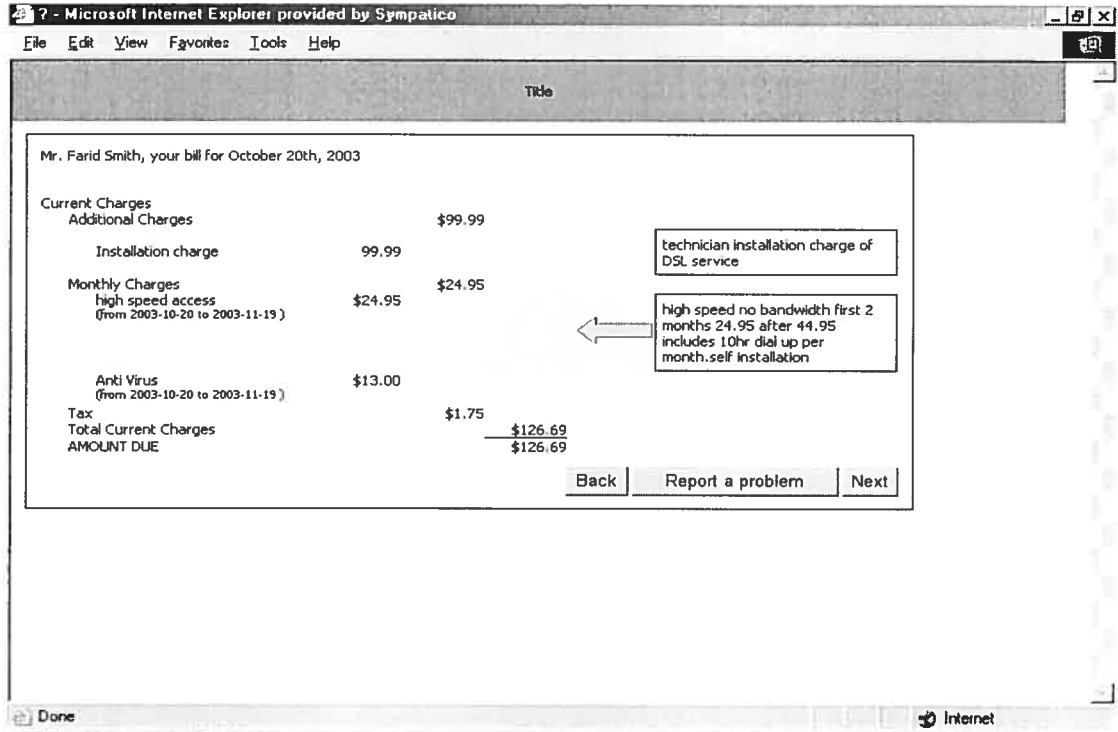 ? - Microsoft Internet Explorer provided by Sympatico
File Edit View Favorites Tools Help
Title
Mr. Farid Smith, your bill for October 20th, 2003
Current Charges
Additional Charges $99.99
Installation charge 99.99
technician installation charge of
DSL service
Monthly Charges $24.95
high speed access $24.95
(from 2003-10-20 to 2003-11-19 )
high speed no bandwidth first 2
months 24.95 after 44.95
includes 10hr dial up per
month.self installation
Anti Virus $13.00
(from 2003-10-20 to 2003-11-19 )
Tax $1.75
Total Current Charges $126.69
AMOUNT DUE $126.69
Back Report a problem Next
Done Internet